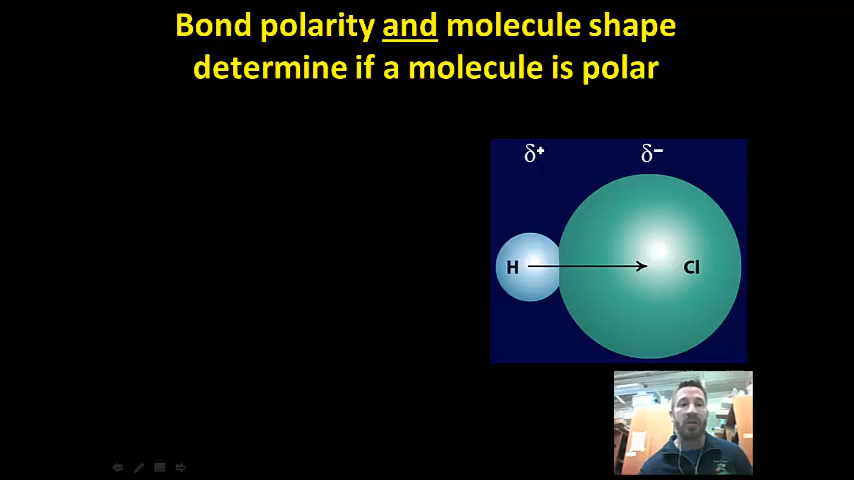 Bond polarity and molecule shape
determine if a molecule is polar
δ+ δ−
H Cl